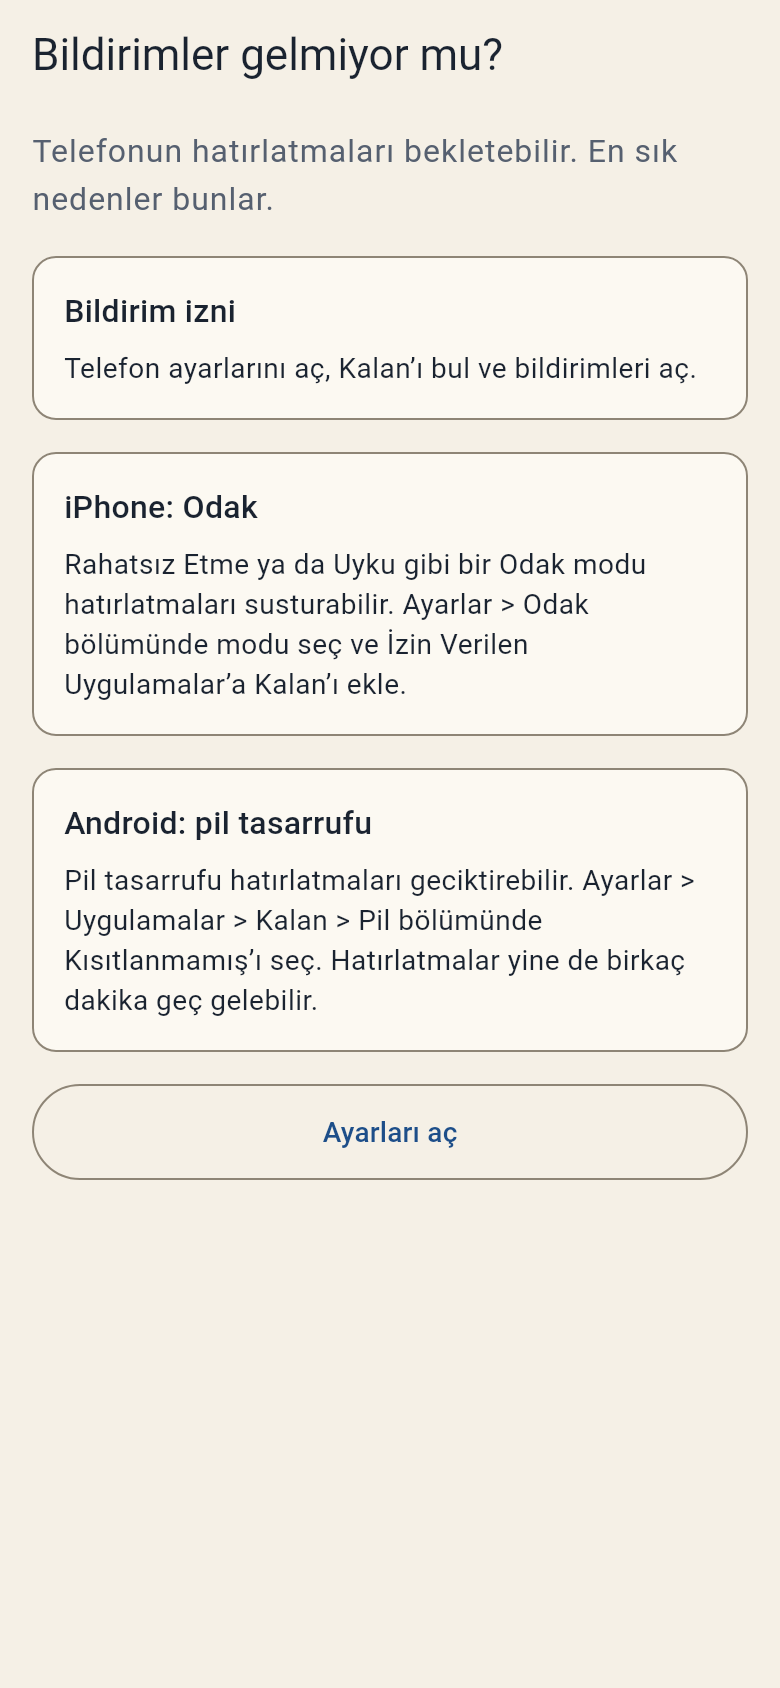 Bildirimler gelmiyor mu?
Telefonun hatırlatmaları bekletebilir. En sık
nedenler bunlar.
Bildirim izni
Telefon ayarlarını aç, Kalan’ı bul ve bildirimleri aç.
iPhone: Odak
Rahatsız Etme ya da Uyku gibi bir Odak modu
hatırlatmaları susturabilir. Ayarlar > Odak
bölümünde modu seç ve İzin Verilen
Uygulamalar’a Kalan’ı ekle.
Android: pil tasarrufu
Pil tasarrufu hatırlatmaları geciktirebilir. Ayarlar >
Uygulamalar > Kalan > Pil bölümünde
Kısıtlanmamış’ı seç. Hatırlatmalar yine de birkaç
dakika geç gelebilir.
Ayarları aç